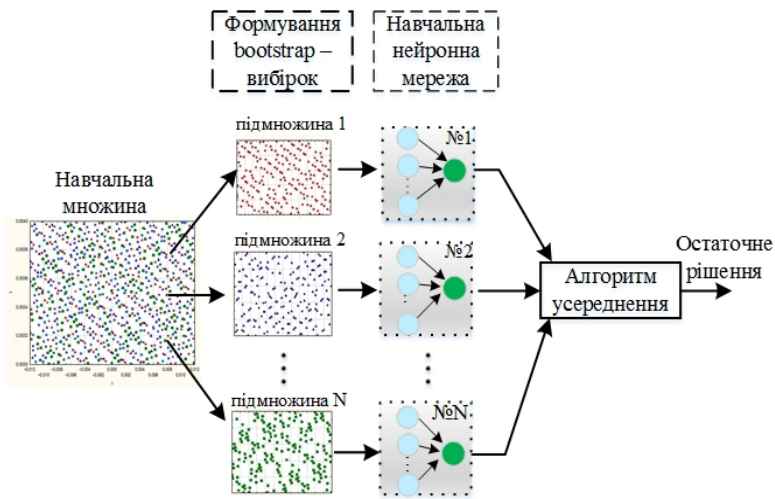 Формування
bootstrap –
вибірок
Навчальна
нейронна
мережа
підмножина 1
№1
Навчальна
множина
підмножина 2
№2
Остаточне
рішення
Алгоритм
усереднення
підмножина N
№N